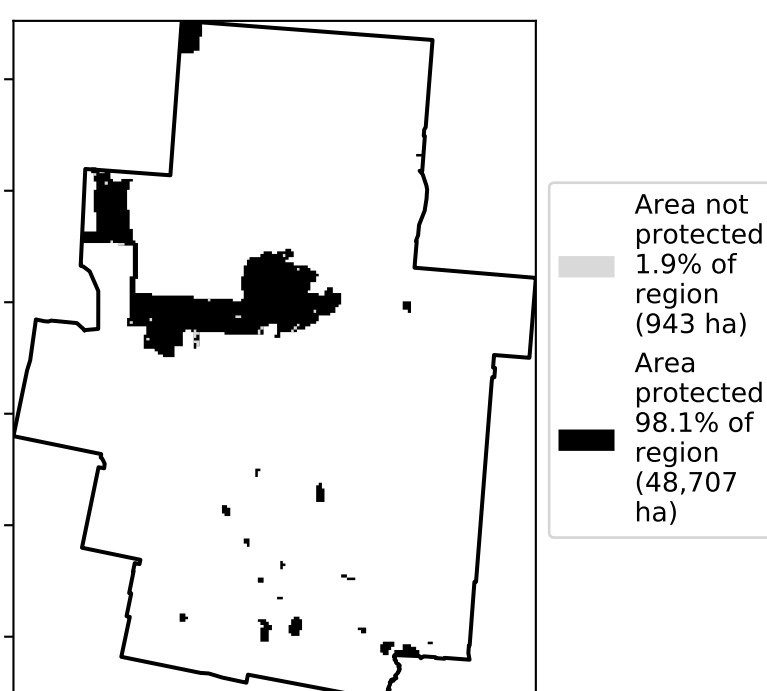 Area not
protected
1.9% of
region
(943 ha)
Area
protected
98.1% of
region
(48,707
ha)